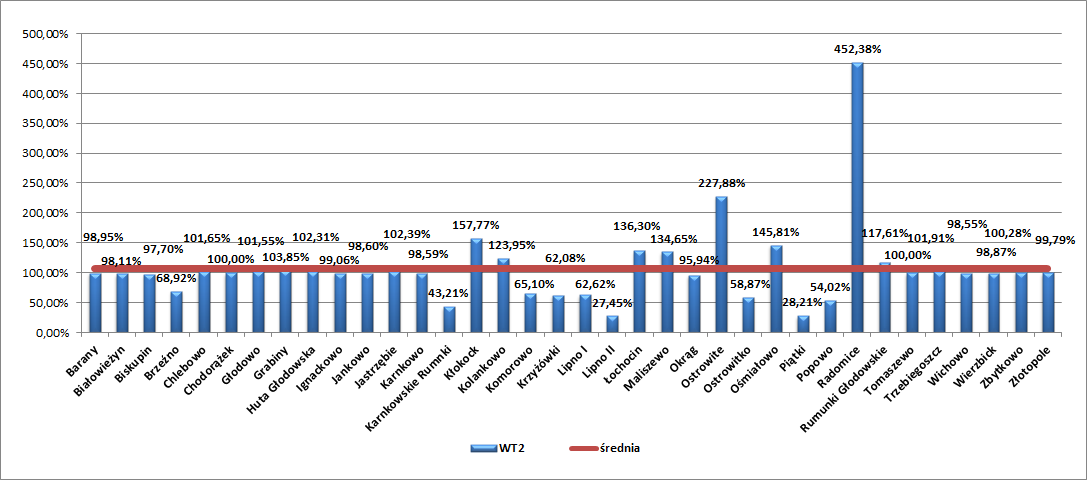 500,00%
450,00%
400,00%
350,00%
300,00%
250,00%
200,00%
150,00%
100,00%
50,00%
0,00%
98,95%
98,11%
97,70%
68,92%
101,65%
100,00%
101,55%
103,85%
102,31%
99,06%
98,60%
102,39%
98,59%
43,21%
157,77%
123,95%
65,10%
62,08%
62,62%
27,45%
136,30%
134,65%
95,94%
227,88%
58,87%
145,81%
28,21%
54,02%
452,38%
117,61%
100,00%
101,91%
98,55%
98,87%
100,28%
99,79%
Barany
Białowieżyn
Biskupin
Brzeźno
Chlebowo
Chodorążek
Głodowo
Grabiny
Huta Głodowska
Ignackowo
Jankowo
Jastrzębie
Karnkowo
Karnkowskie Rumnki
Kłokock
Kolankowo
Komorowo
Krzyżówki
Lipno I
Lipno II
Łochocin
Maliszewo
Okrąg
Ostrowite
Ostrowitko
Ośmiałowo
Piątki
Popowo
Radomice
Rumunki Głodowskie
Tomaszewo
Trzebiegoszcz
Wichowo
Wierzbick
Zbytkowo
Złotopole
WT2
średnia